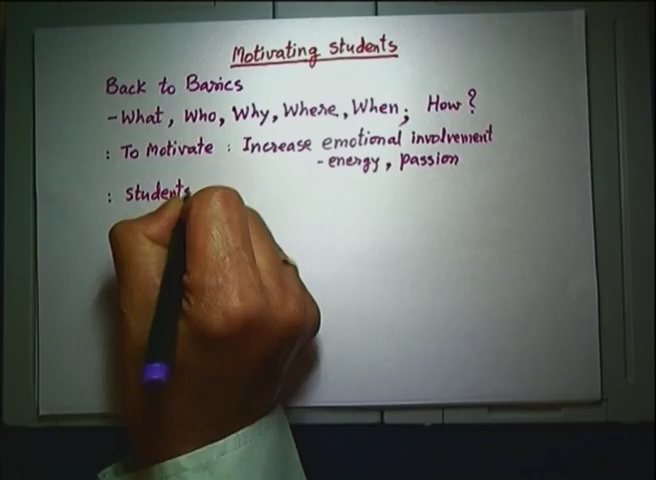 Motivating Students
Back to Basics
- What, Who, Why, Where, When; How?
: To Motivate : Increase emotional involvement
- energy, passion
: Students